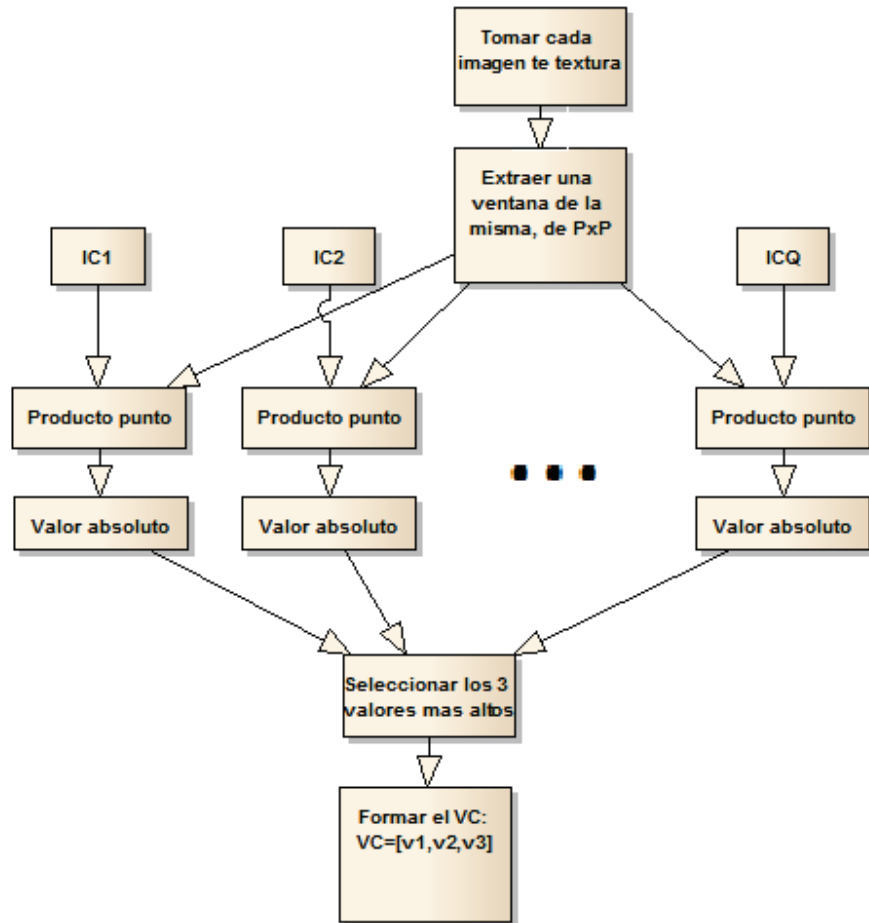 Tomar cada
imagen te textura
Extraer una
ventana de la
misma, de PxP
IC1
IC2
ICQ
Producto punto
Producto punto
Producto punto
Valor absoluto
Valor absoluto
Valor absoluto
Seleccionar los 3
valores mas altos
Formar el VC:
VC=[v1,v2,v3]